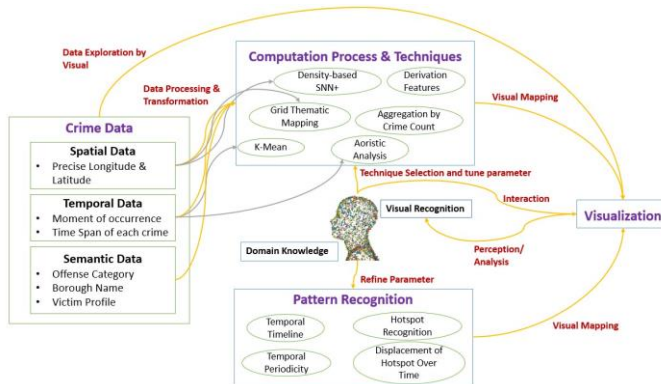 Data Exploration by
Visual
Computation Process & Techniques
Density-based
SNN+
Derivation
Features
Data Processing &
Transformation
Grid Thematic
Mapping
Aggregation by
Crime Count
Visual Mapping
Crime Data
K-Mean
Aoristic
Analysis
Spatial Data
• Precise Longitude &
Latitude
Technique Selection and tune parameter
Interaction
Temporal Data
• Moment of occurrence
• Time Span of each crime
Visual Recognition
Visualization
Domain Knowledge
Perception/
Analysis
Semantic Data
• Offense Category
• Borough Name
• Victim Profile
Refine Parameter
Pattern Recognition
Temporal
Timeline
Hotspot
Recognition
Visual Mapping
Temporal
Periodicity
Displacement of
Hotspot Over
Time